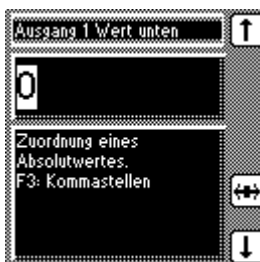 Ausgang 1 Wert unten
0
Zuordnung eines
Absolutwertes.
F3: Kommastellen